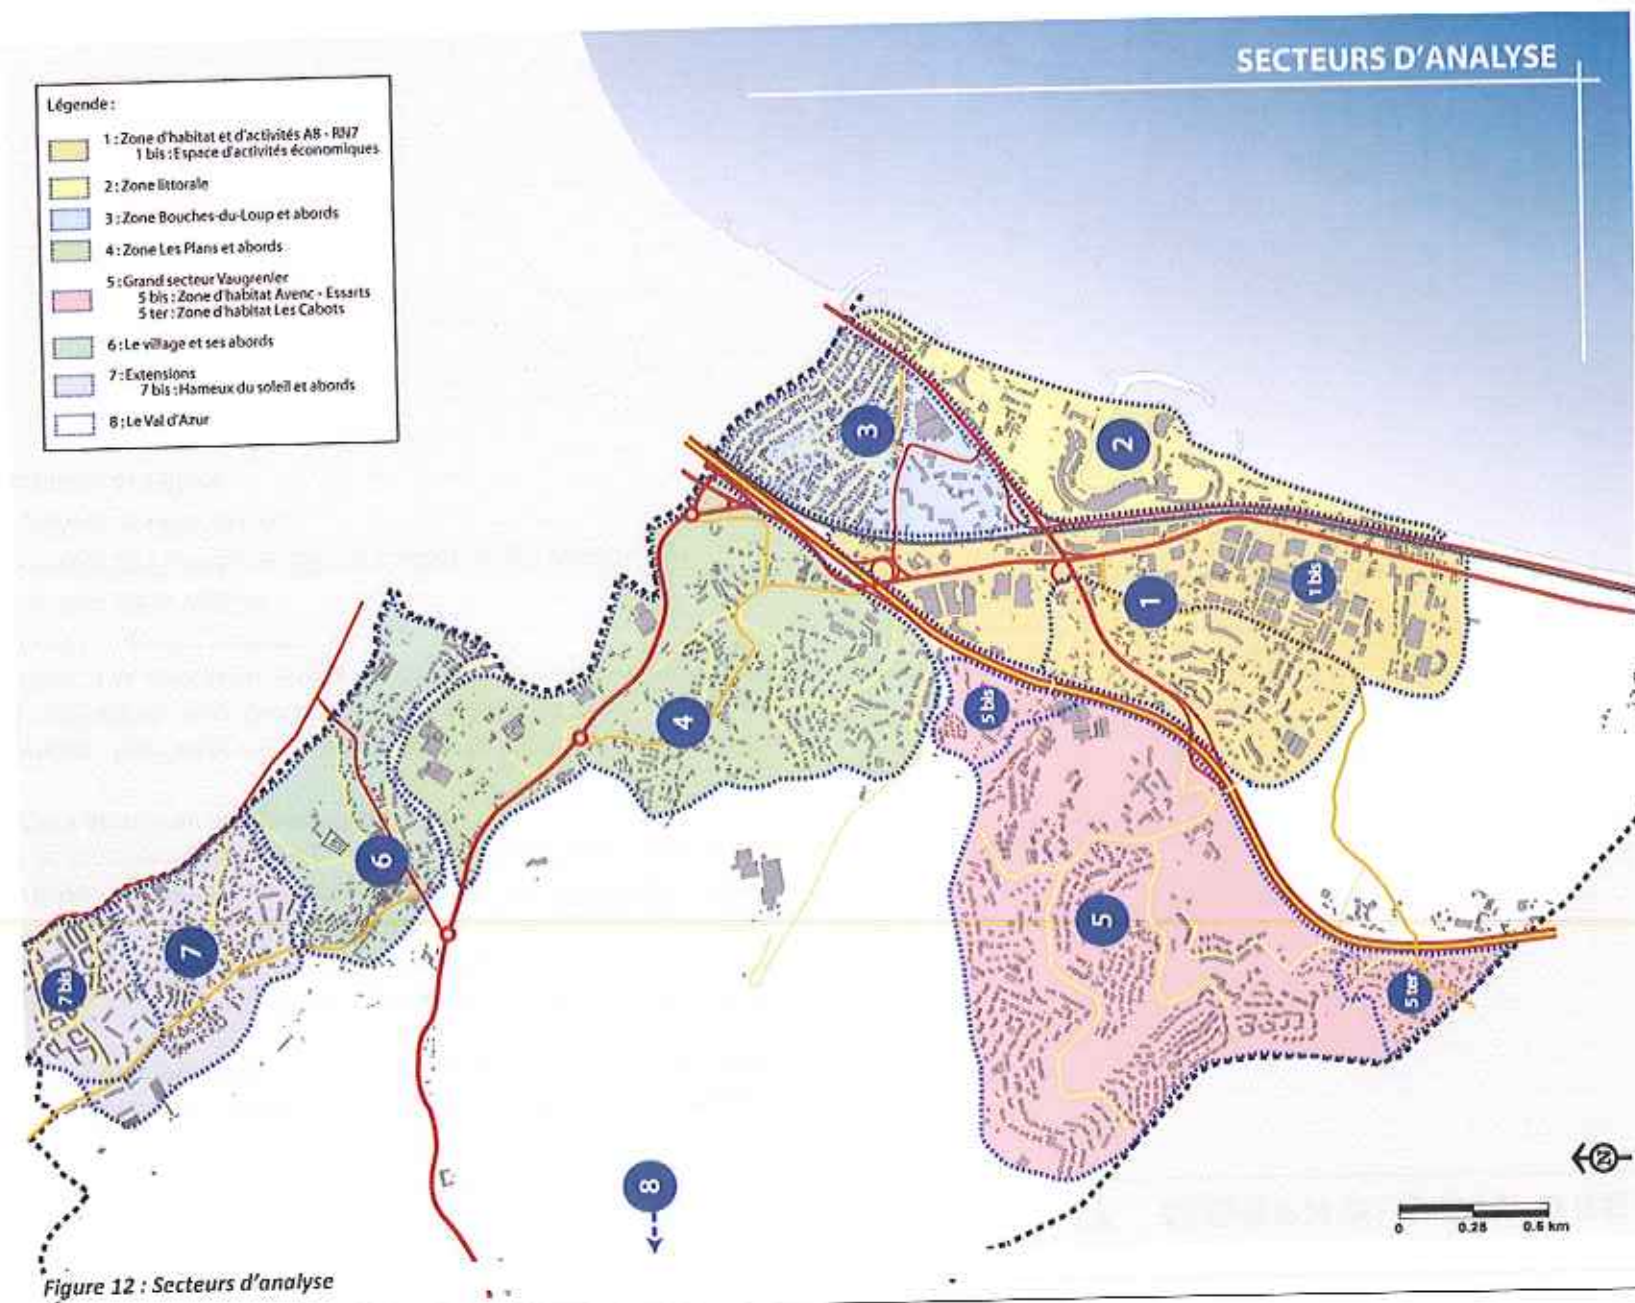 SECTEURS D'ANALYSE
Légende :
1 : Zone d'habitat et d'activités A8 - RN7
1 bis : Espace d'activités économiques
2 : Zone littorale
3 : Zone Bouches-du-Loup et abords
4 : Zone Les Plans et abords
5 : Grand secteur Vaugrenier
5 bis : Zone d'habitat Avenc - Essarts
5 ter : Zone d'habitat Les Cabots
6 : Le village et ses abords
7 : Extensions
7 bis : Hameux du soleil et abords
8 : Le Val d'Azur
3
2
1
1 bis
5 bis
4
6
7
7 bis
5
5 ter
8
N
0 0.25 0.5 km
Figure 12 : Secteurs d'analyse